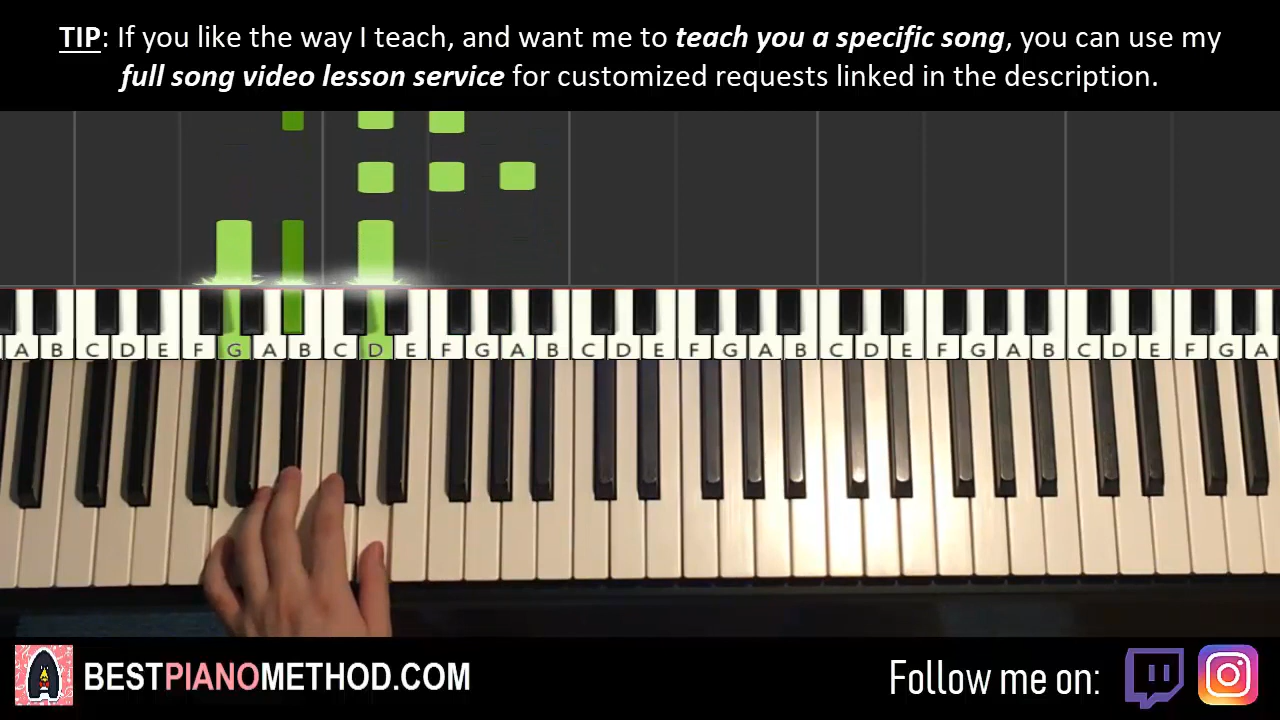 TIP: If you like the way I teach, and want me to teach you a specific song, you can use my
full song video lesson service for customized requests linked in the description.
A B C D E F G A B C D E F G A B C D E F G A B C D E F G A B C D E F G A
BESTPIANOMETHOD.COM
Follow me on: